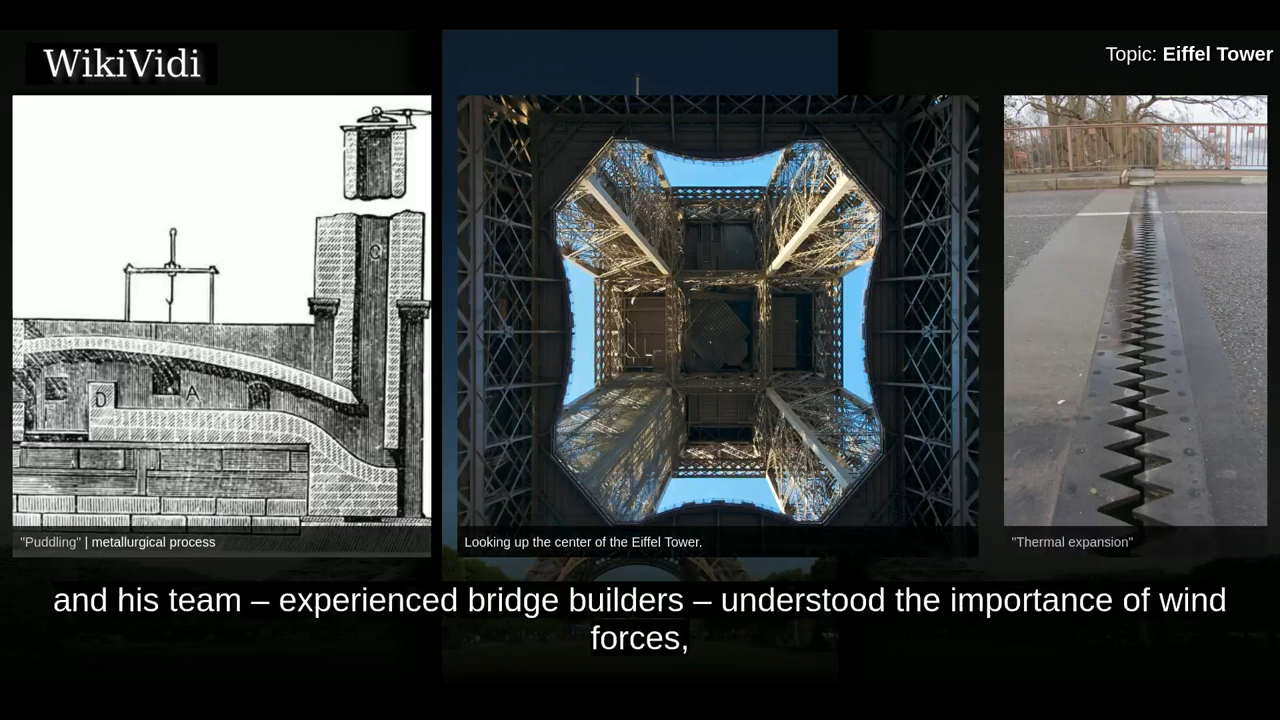 WikiVidi
Topic: Eiffel Tower
C
D
A
"Puddling" | metallurgical process
Looking up the center of the Eiffel Tower.
"Thermal expansion"
and his team – experienced bridge builders – understood the importance of wind
forces,